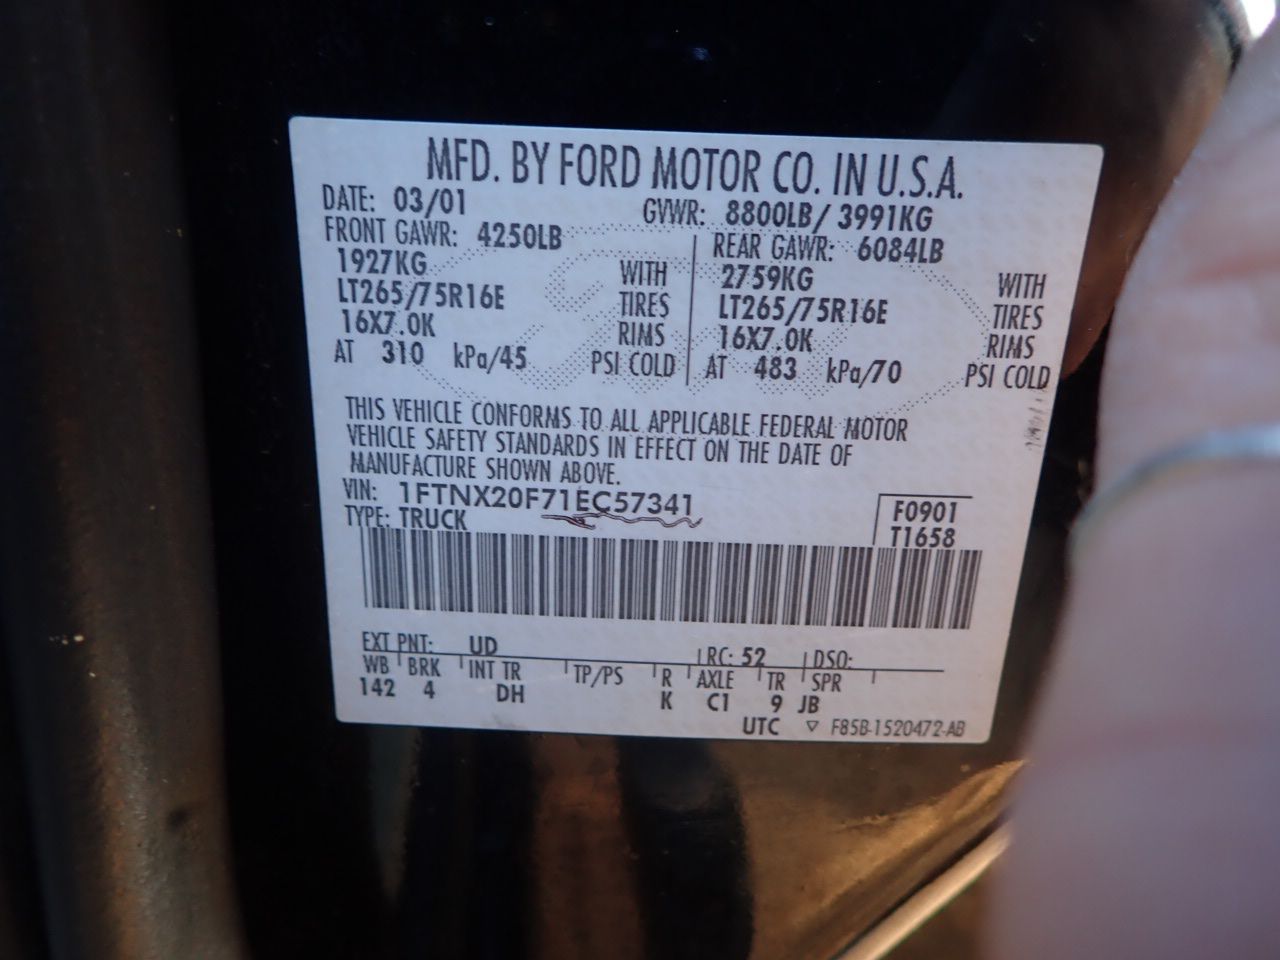 MFD. BY FORD MOTOR CO. IN U.S.A.
DATE: 03/01 GVWR: 8800LB/ 3991KG
FRONT GAWR: 4250LB REAR GAWR: 6084LB
1927KG WITH 2759KG WITH
LT265/75R16E TIRES LT265/75R16E TIRES
16X7.0K RIMS 16X7.0K RIMS
AT 310 kPa/45 PSI COLD AT 483 kPa/70 PSI COLD
THIS VEHICLE CONFORMS TO ALL APPLICABLE FEDERAL MOTOR
VEHICLE SAFETY STANDARDS IN EFFECT ON THE DATE OF
MANUFACTURE SHOWN ABOVE.
VIN: 1FTNX20F71EC57341 F0901
TYPE: TRUCK T1658
EXT PNT: UD RC: 52 DSO:
WB BRK INT TR TP/PS R AXLE TR SPR
142 4 DH K C1 9 JB
UTC ▽ F85B-1520472-AB